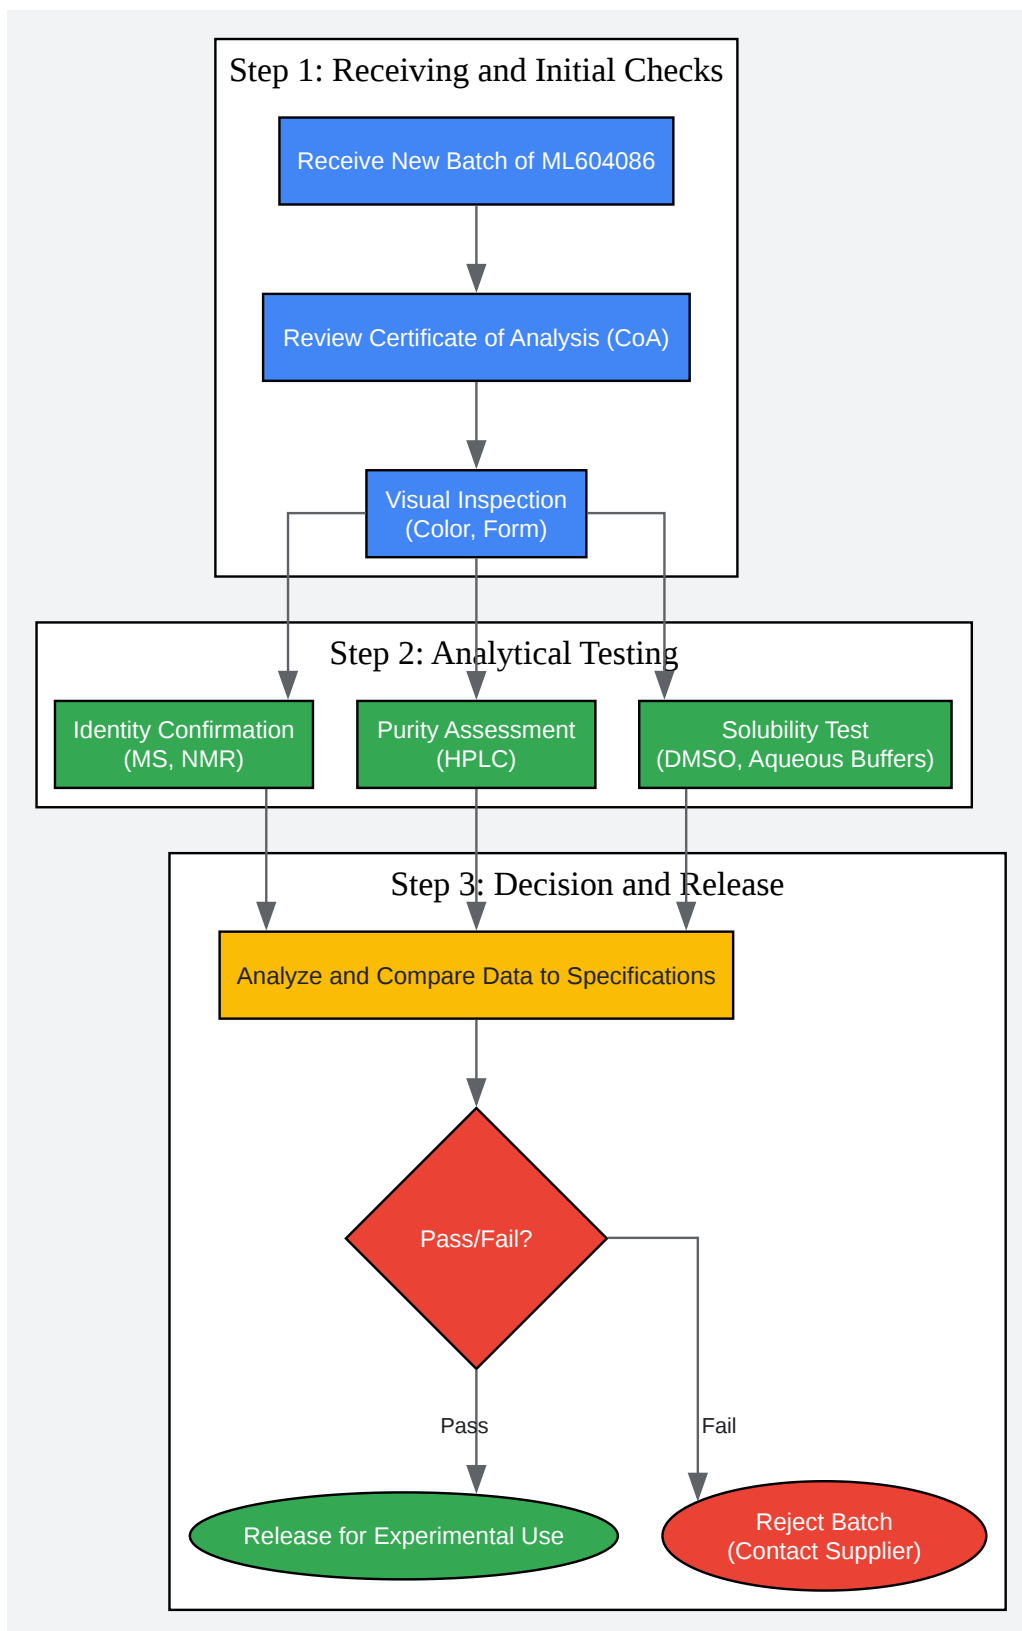 Step 1: Receiving and Initial Checks
Receive New Batch of ML604086
Review Certificate of Analysis (CoA)
Visual Inspection
(Color, Form)
Step 2: Analytical Testing
Identity Confirmation
(MS, NMR)
Purity Assessment
(HPLC)
Solubility Test
(DMSO, Aqueous Buffers)
Step 3: Decision and Release
Analyze and Compare Data to Specifications
Pass/Fail?
Pass
Fail
Release for Experimental Use
Reject Batch
(Contact Supplier)